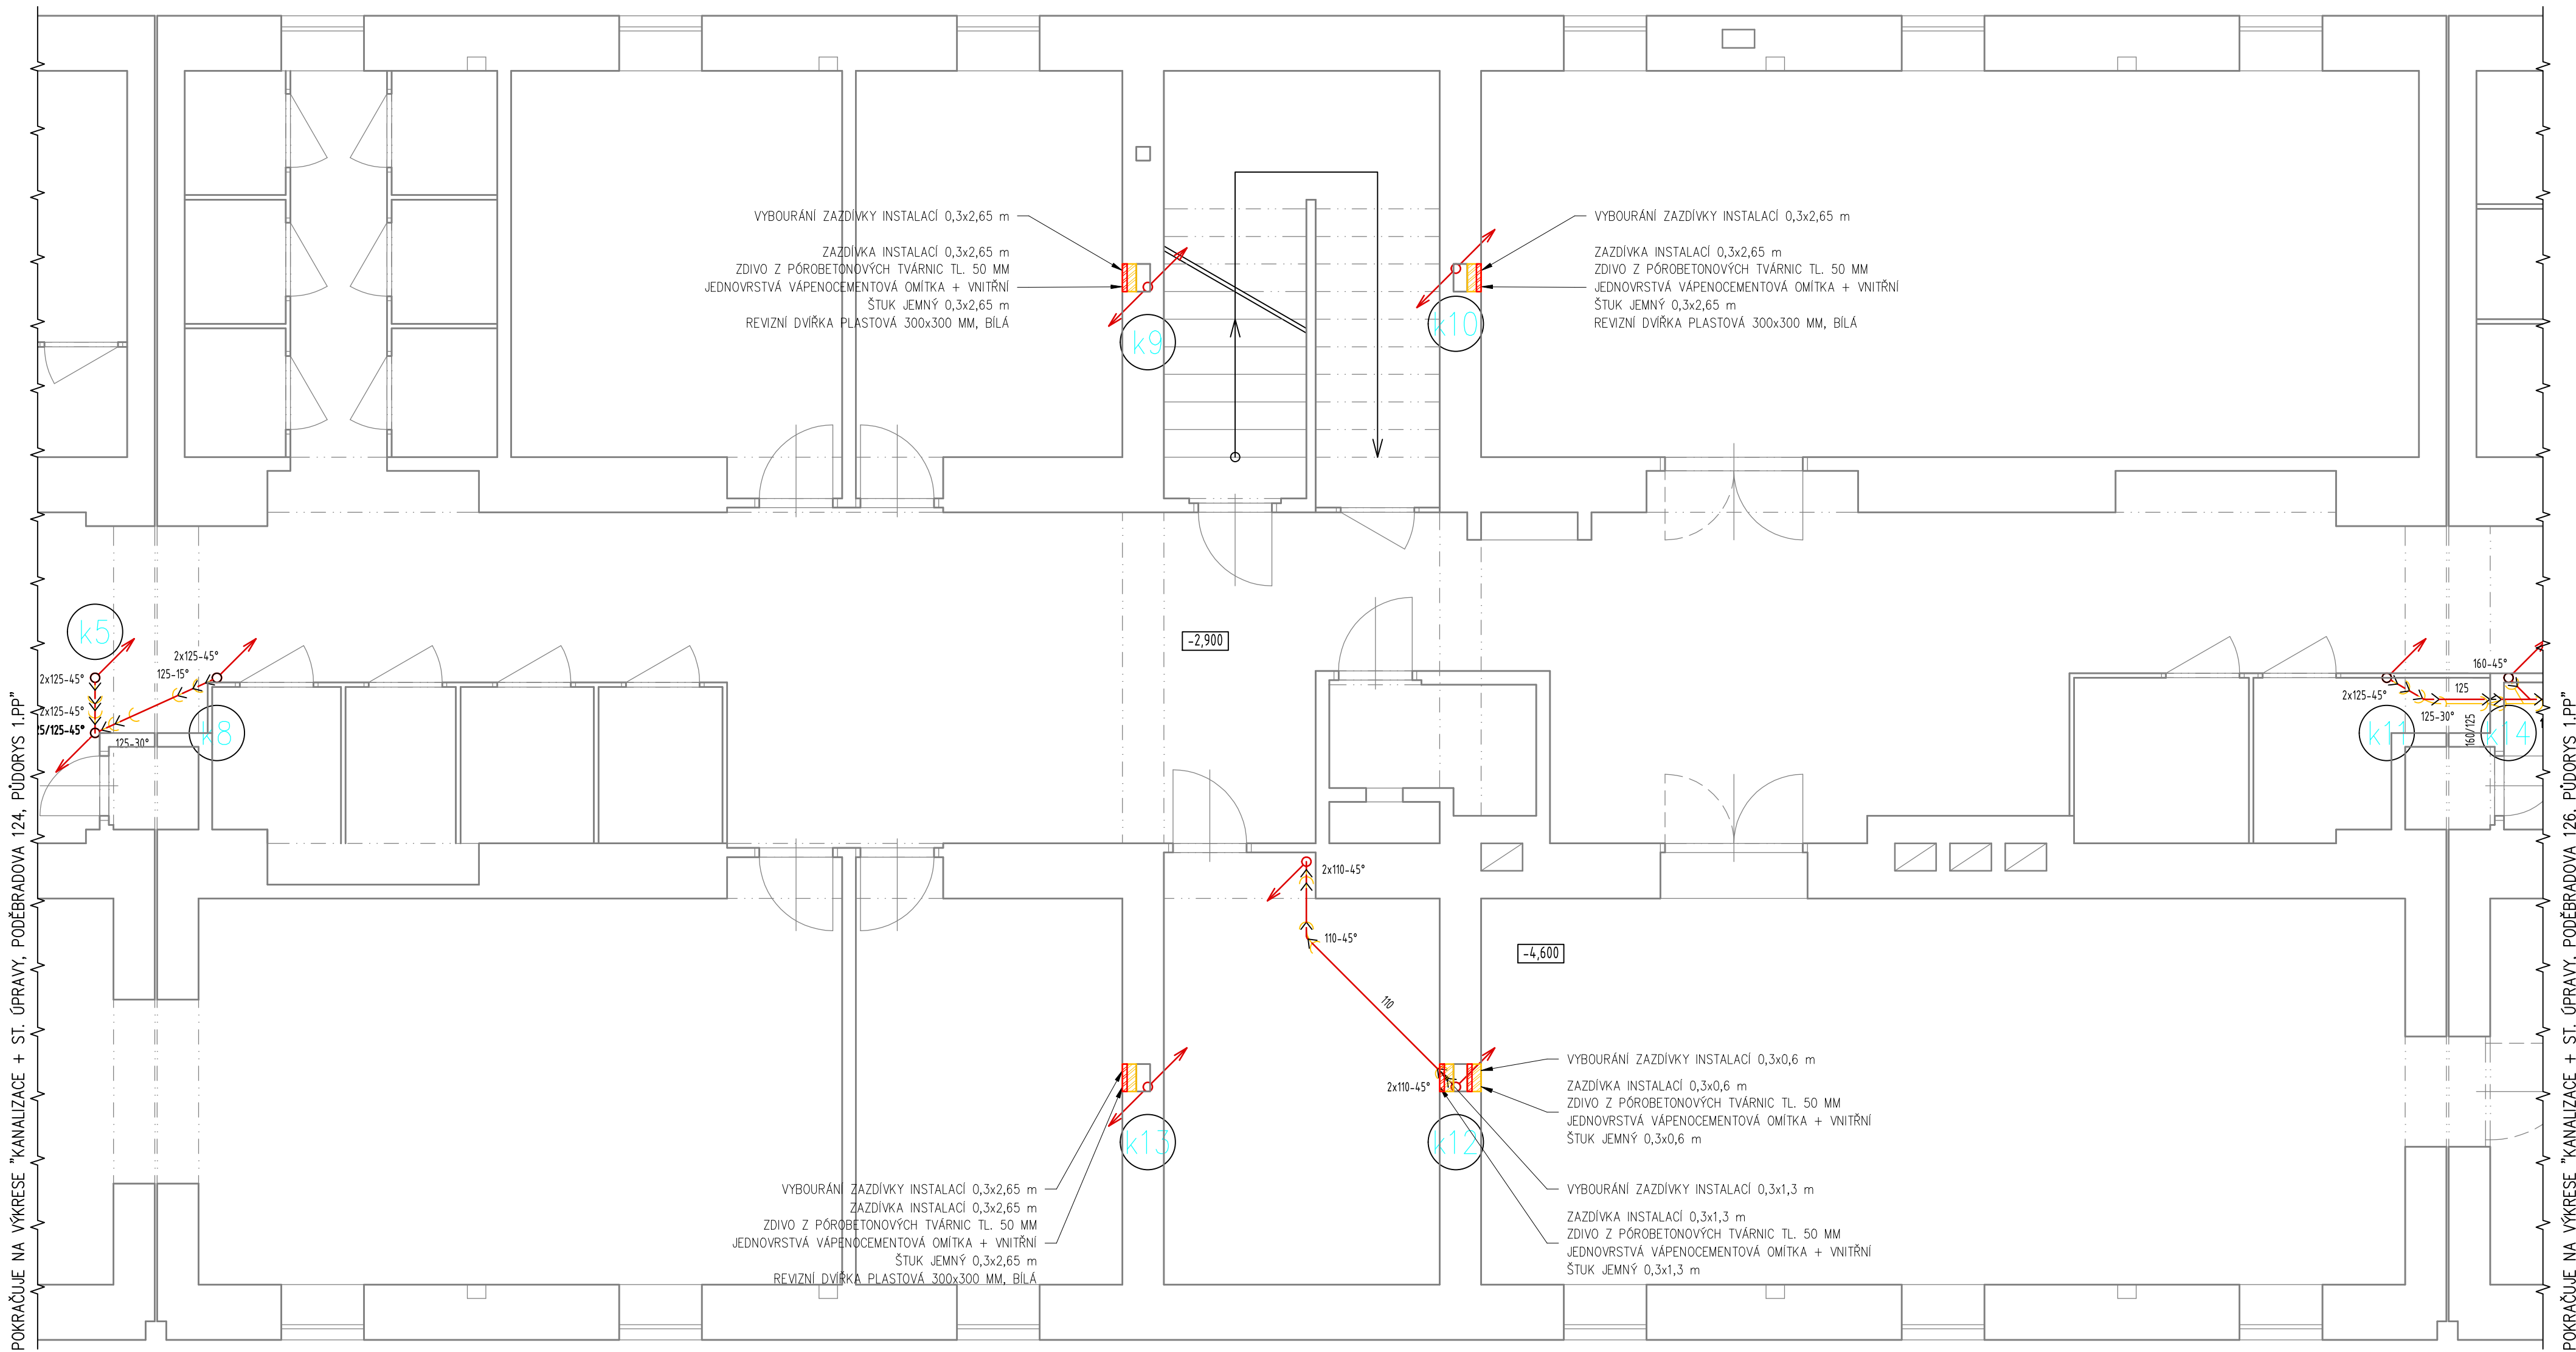 POKRAČUJE NA VÝKRESE "KANALIZACE + ST. ÚPRAVY, PODĚBRADOVA 124, PŮDORYS 1.PP"
VYBOURÁNÍ ZAZDÍVKY INSTALACÍ 0,3x2,65 m
ZAZDÍVKA INSTALACÍ 0,3x2,65 m
ZDIVO Z PÓROBETONOVÝCH TVÁRNIC TL. 50 MM
JEDNOVRSTVÁ VÁPENOCEMENTOVÁ OMÍTKA + VNITŘNÍ
ŠTUK JEMNÝ 0,3x2,65 m
REVIZNÍ DVÍŘKA PLASTOVÁ 300x300 MM, BÍLÁ
k9
VYBOURÁNÍ ZAZDÍVKY INSTALACÍ 0,3x2,65 m
ZAZDÍVKA INSTALACÍ 0,3x2,65 m
ZDIVO Z PÓROBETONOVÝCH TVÁRNIC TL. 50 MM
JEDNOVRSTVÁ VÁPENOCEMENTOVÁ OMÍTKA + VNITŘNÍ
ŠTUK JEMNÝ 0,3x2,65 m
REVIZNÍ DVÍŘKA PLASTOVÁ 300x300 MM, BÍLÁ
k10
k5
2x125-45°
125-15°
2x125-45°
2x125-45°
25/125-45°
125-30°
k8
-2,900
2x125-45°
125
125-30°
160/125
160-45°
k11
k14
2x110-45°
110-45°
110
-4,600
2x110-45°
k13
k12
VYBOURÁNÍ ZAZDÍVKY INSTALACÍ 0,3x0,6 m
ZAZDÍVKA INSTALACÍ 0,3x0,6 m
ZDIVO Z PÓROBETONOVÝCH TVÁRNIC TL. 50 MM
JEDNOVRSTVÁ VÁPENOCEMENTOVÁ OMÍTKA + VNITŘNÍ
ŠTUK JEMNÝ 0,3x0,6 m
VYBOURÁNÍ ZAZDÍVKY INSTALACÍ 0,3x2,65 m
ZAZDÍVKA INSTALACÍ 0,3x2,65 m
ZDIVO Z PÓROBETONOVÝCH TVÁRNIC TL. 50 MM
JEDNOVRSTVÁ VÁPENOCEMENTOVÁ OMÍTKA + VNITŘNÍ
ŠTUK JEMNÝ 0,3x2,65 m
REVIZNÍ DVÍŘKA PLASTOVÁ 300x300 MM, BÍLÁ
VYBOURÁNÍ ZAZDÍVKY INSTALACÍ 0,3x1,3 m
ZAZDÍVKA INSTALACÍ 0,3x1,3 m
ZDIVO Z PÓROBETONOVÝCH TVÁRNIC TL. 50 MM
JEDNOVRSTVÁ VÁPENOCEMENTOVÁ OMÍTKA + VNITŘNÍ
ŠTUK JEMNÝ 0,3x1,3 m
POKRAČUJE NA VÝKRESE "KANALIZACE + ST. ÚPRAVY, PODĚBRADOVA 126, PŮDORYS 1.PP"